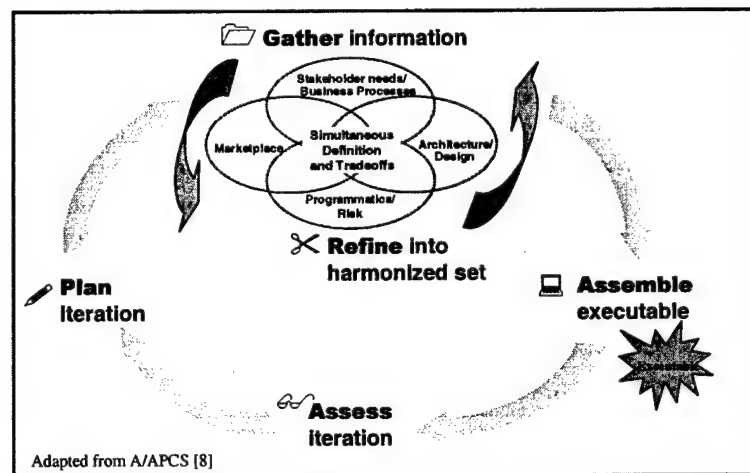 Gather information
Stakeholder needs/
Business Processes
Marketplace
Simultaneous
Definition
and Tradeoffs
Architecture/
Design
Programmatics/
Risk
Refine into
harmonized set
Plan
iteration
Assemble
executable
Assess
iteration
Adapted from A/APCS [8]